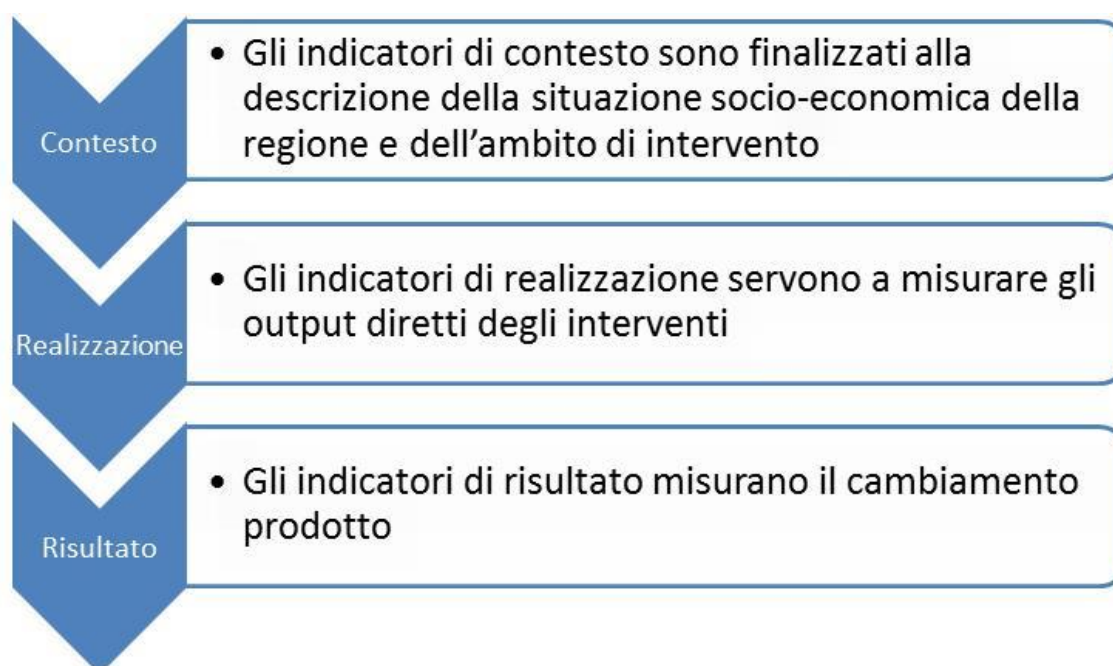 Contesto
• Gli indicatori di contesto sono finalizzati alla
descrizione della situazione socio-economica della
regione e dell’ambito di intervento
Realizzazione
• Gli indicatori di realizzazione servono a misurare gli
output diretti degli interventi
Risultato
• Gli indicatori di risultato misurano il cambiamento
prodotto